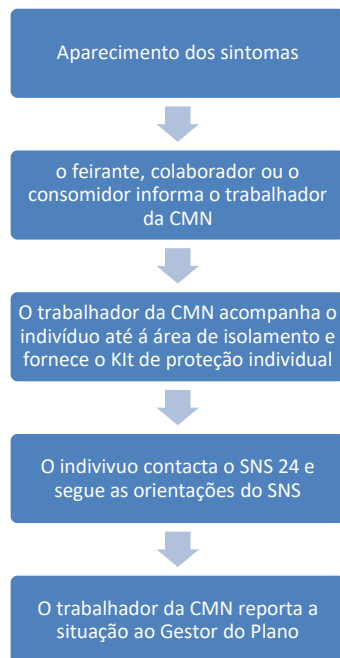 Aparecimento dos sintomas
o feirante, colaborador ou o
consomidor informa o trabalhador
da CMN
O trabalhador da CMN acompanha o
indivíduo até á área de isolamento e
fornece o KIt de proteção individual
O indivivuo contacta o SNS 24 e
segue as orientações do SNS
O trabalhador da CMN reporta a
situação ao Gestor do Plano